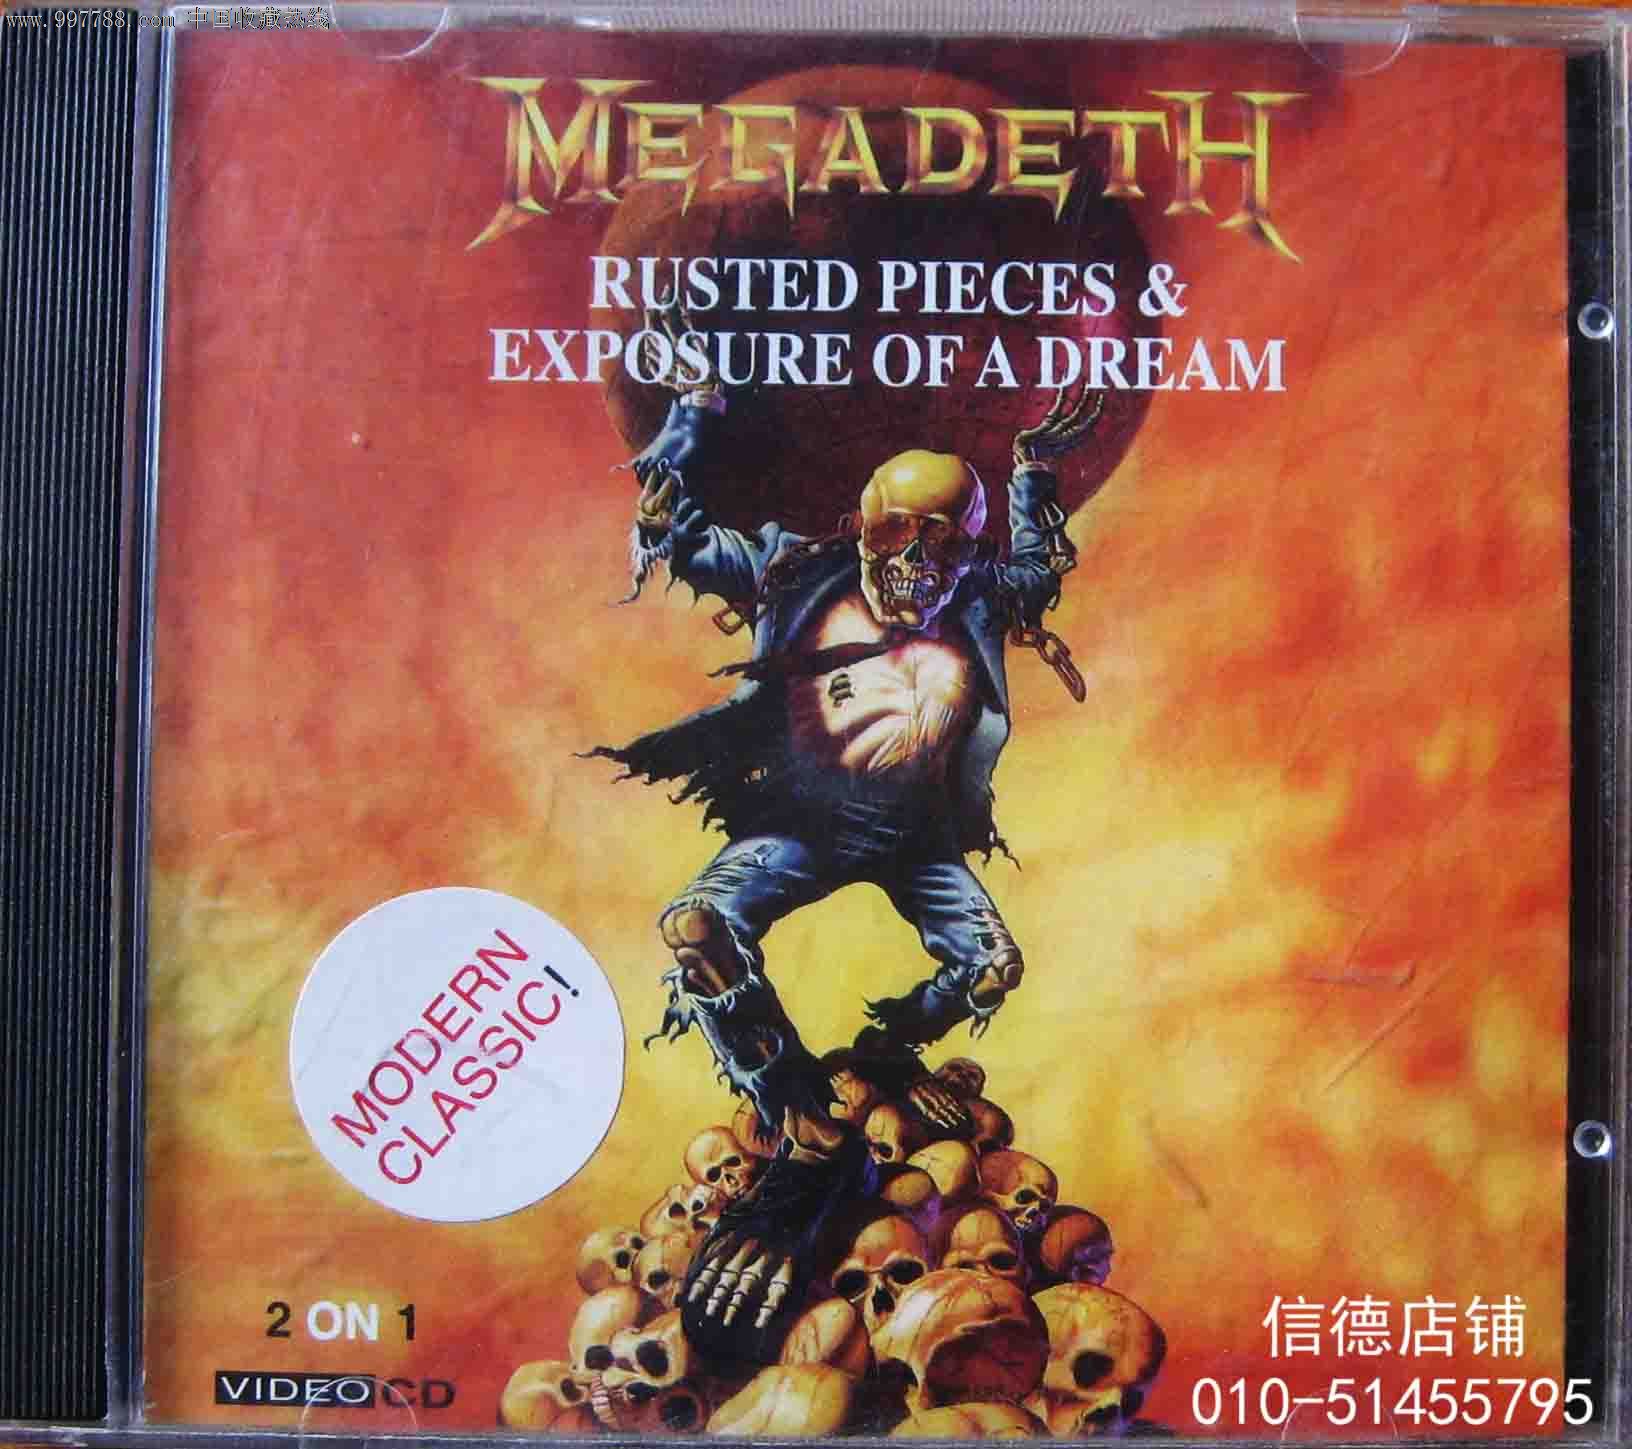 www.997788.com 中国收藏热线
MEGADETH
RUSTED PIECES &
EXPOSURE OF A DREAM
MODERN
CLASSIC!
2 ON 1
VIDEO CD
信德店铺
010-51455795